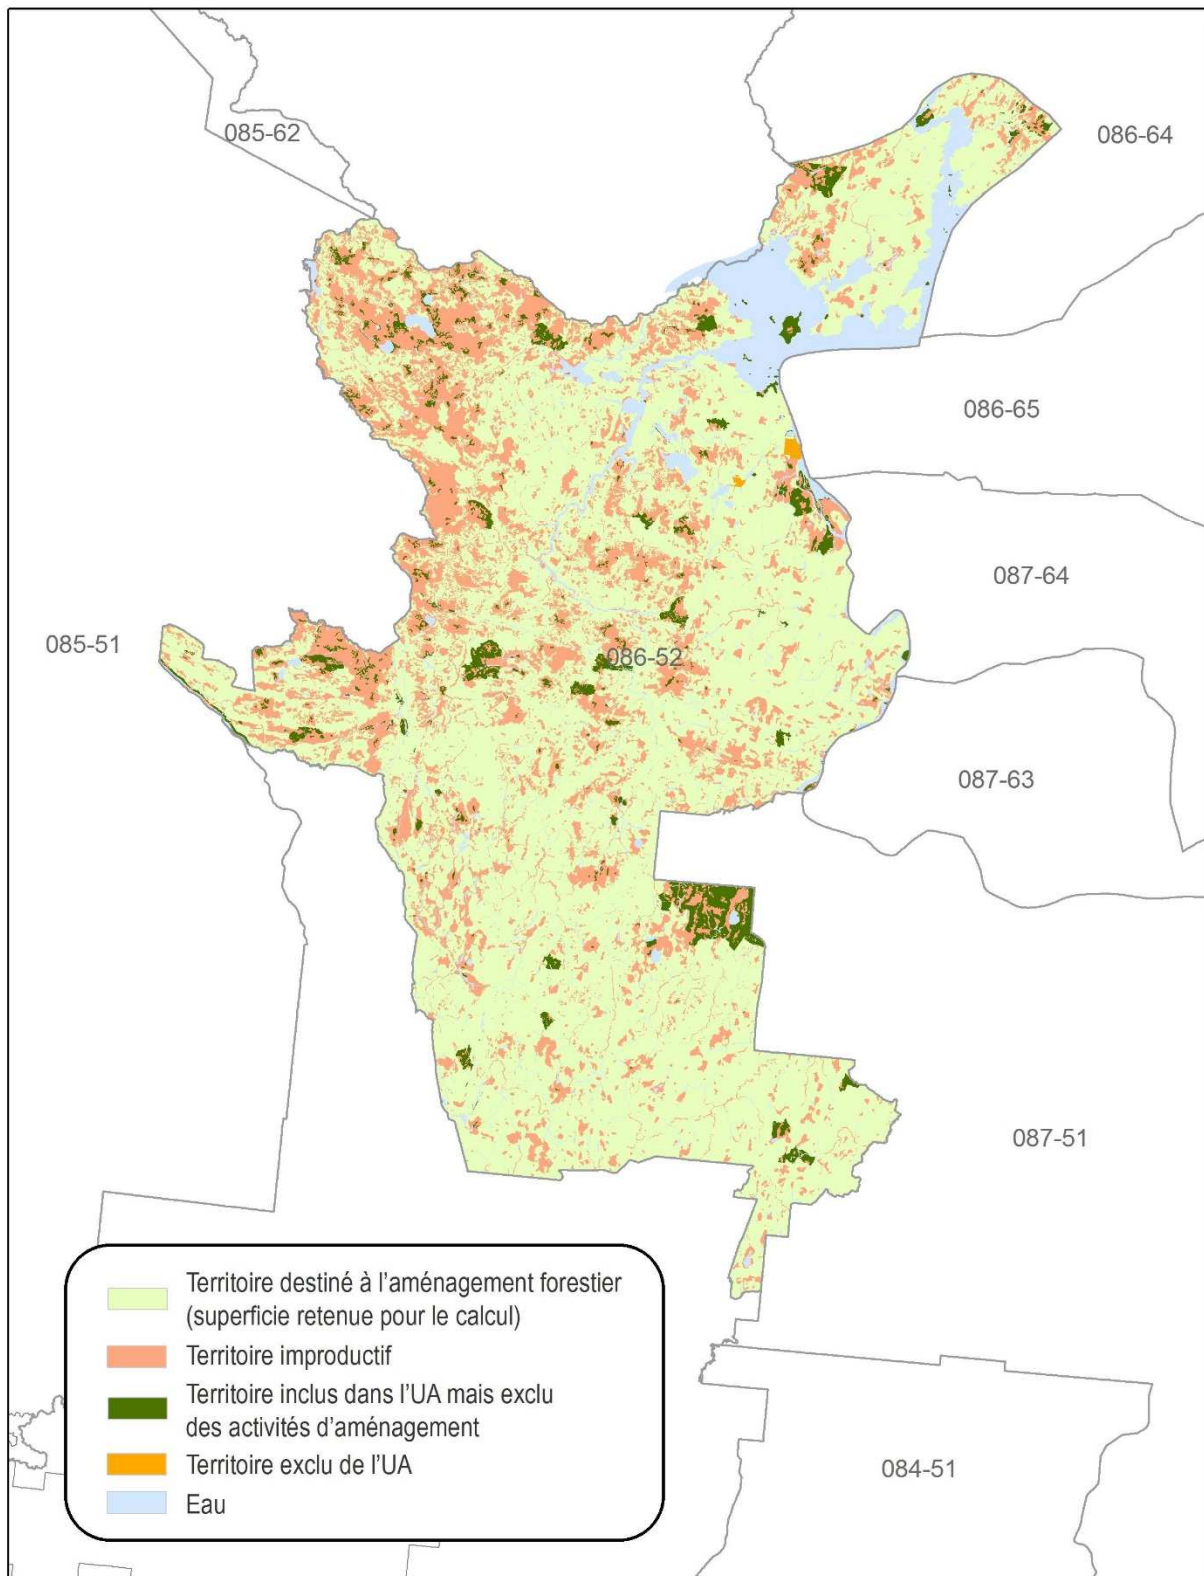 085-62
086-64
086-65
087-64
085-51
086-52
087-63
087-51
Territoire destiné à l’aménagement forestier
(superficie retenue pour le calcul)
Territoire improductif
Territoire inclus dans l’UA mais exclu
des activités d’aménagement
Territoire exclu de l’UA
Eau
084-51